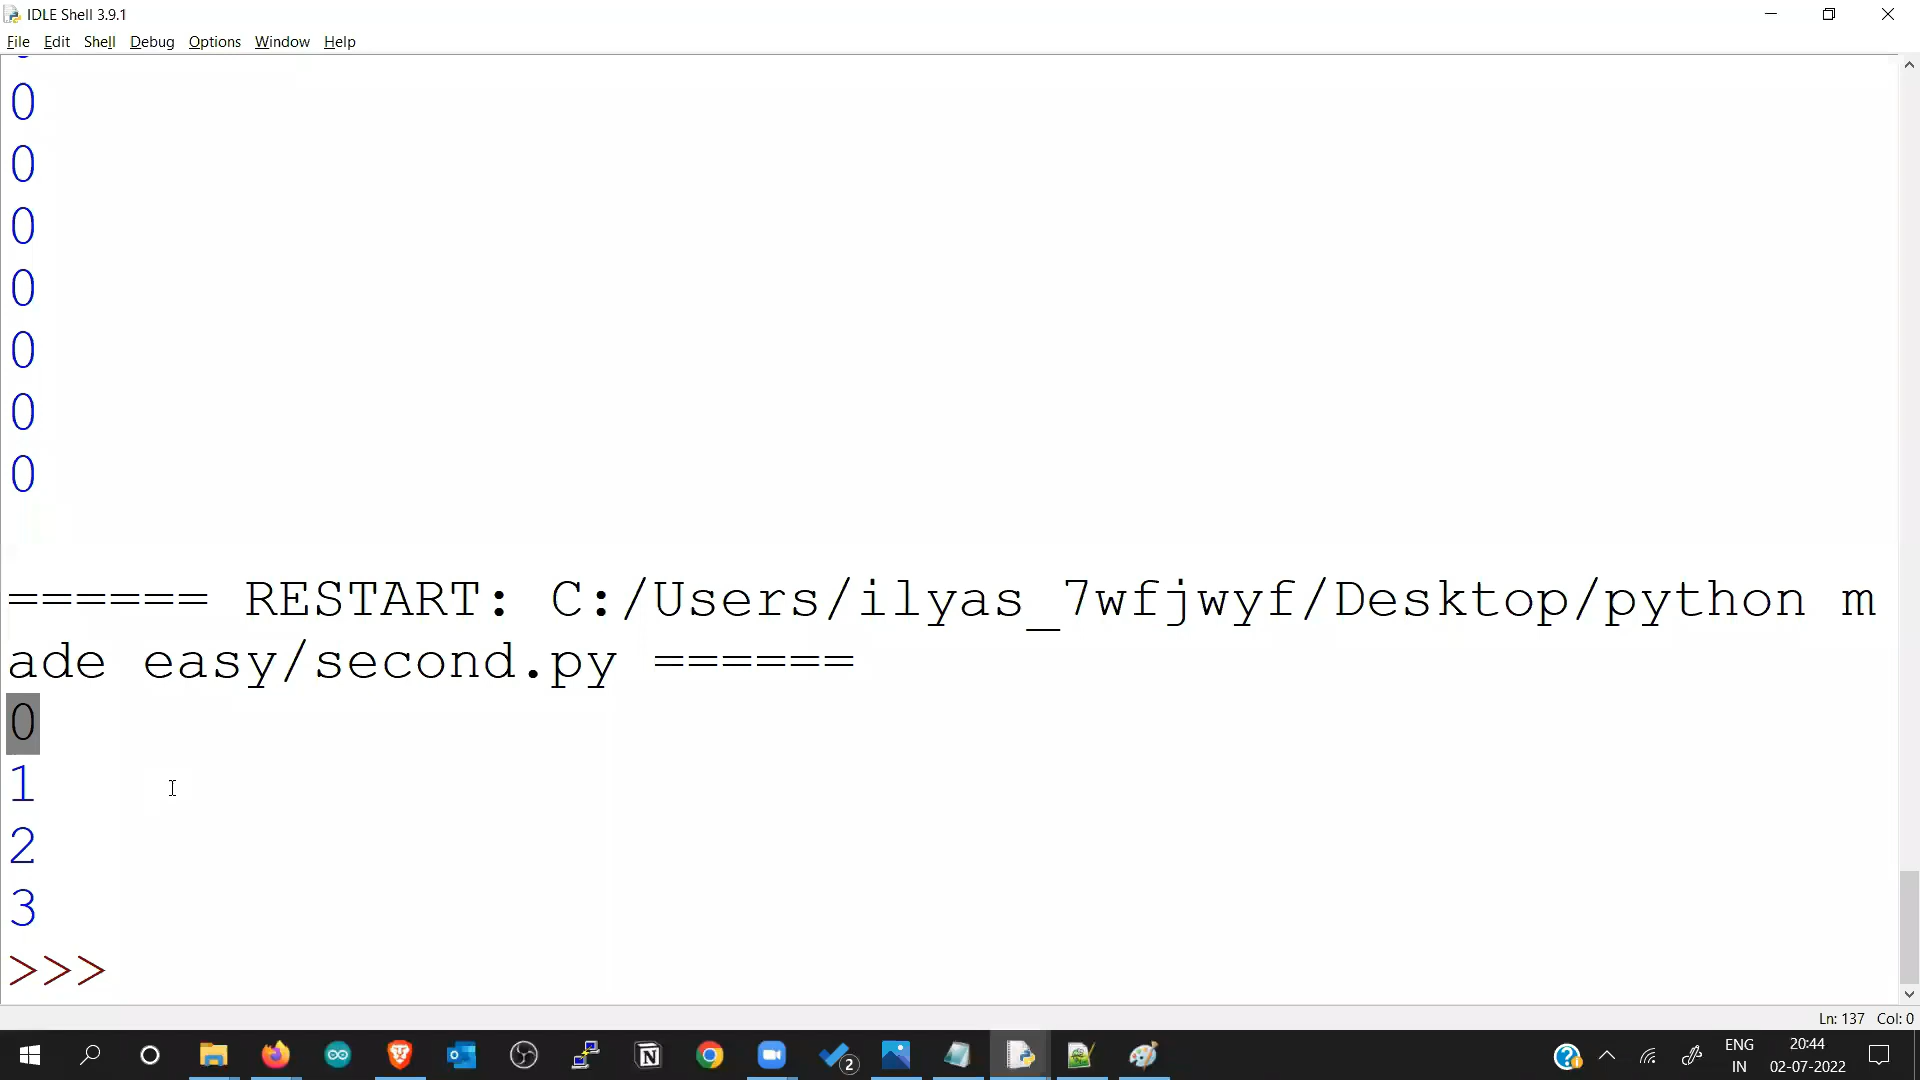 IDLE Shell 3.9.1
File Edit Shell Debug Options Window Help
0
0
0
0
0
0
0
====== RESTART: C:/Users/ilyas_7wfjwyf/Desktop/python m
ade easy/second.py ======
0
1
2
3
>>>
Ln: 137 Col: 0
2
ENG
IN
20:44
02-07-2022